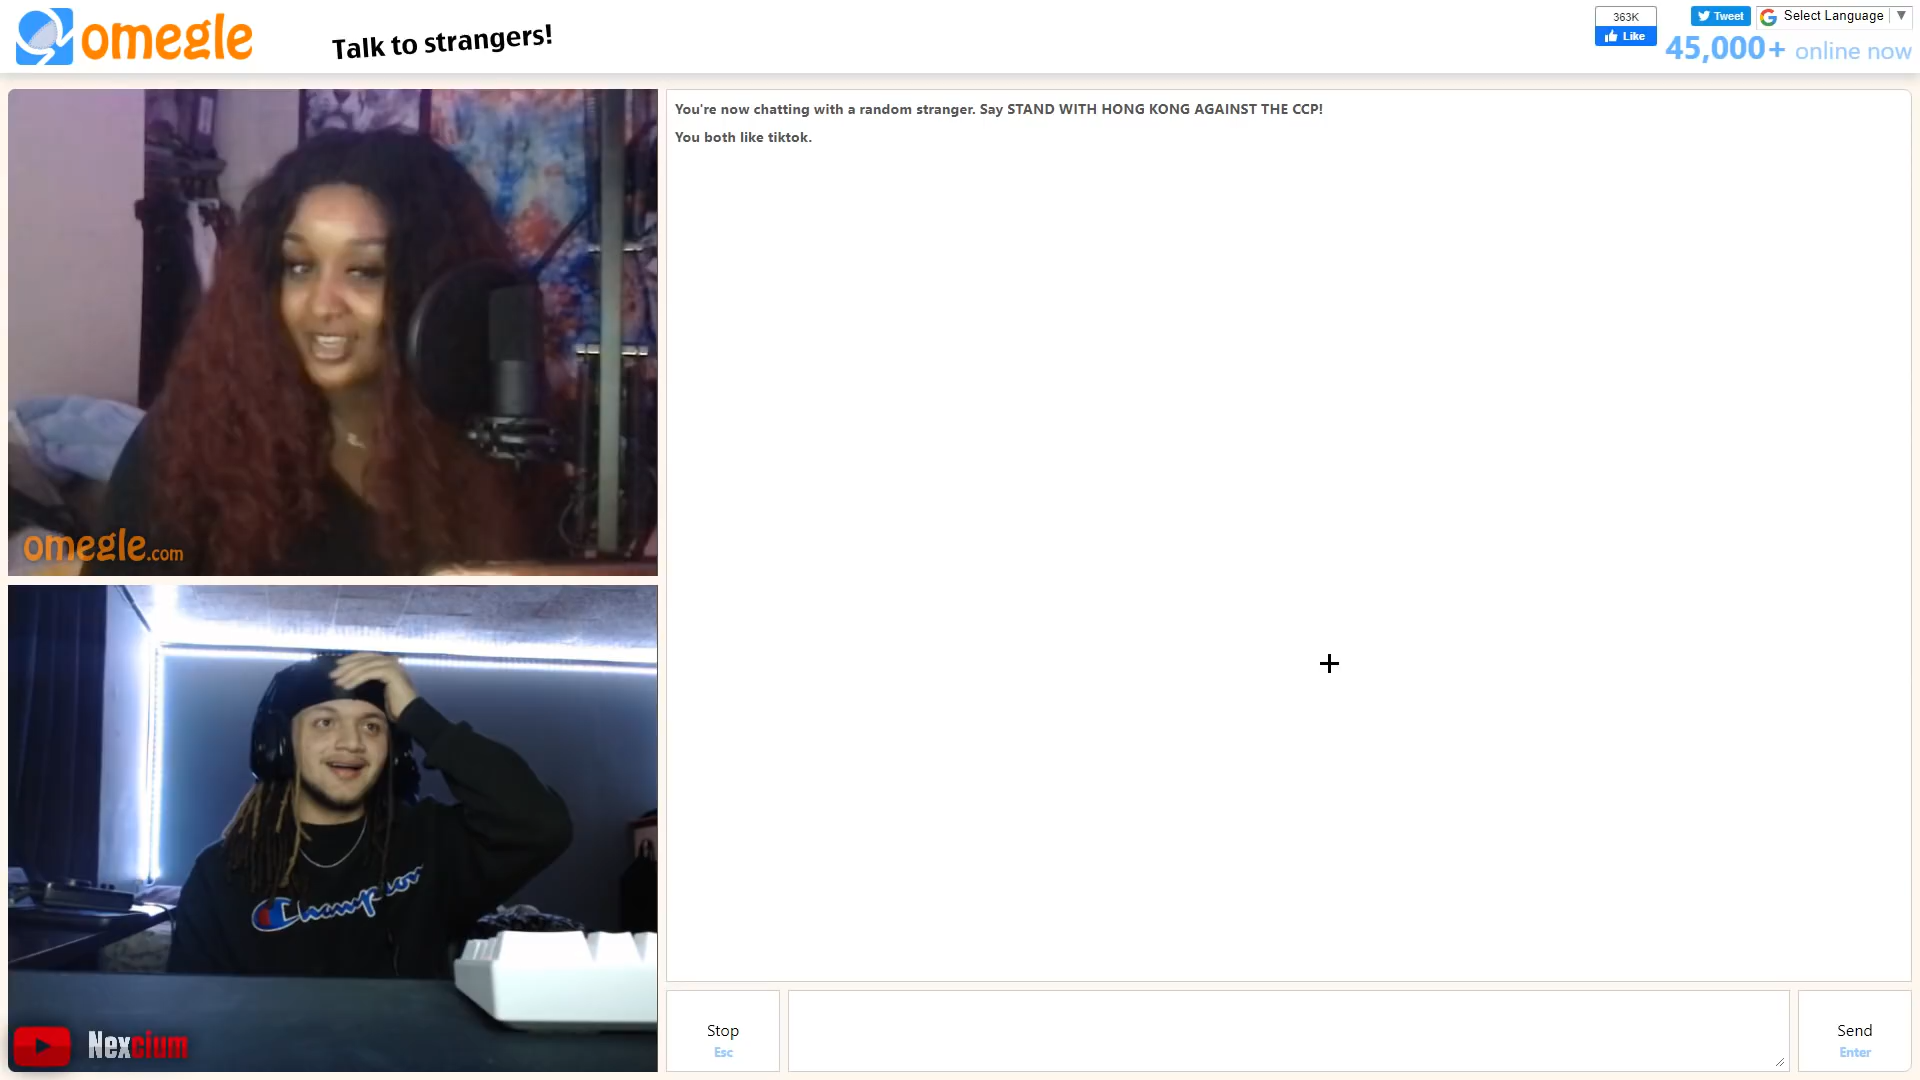 omegle
Talk to strangers!
363K
Like
Tweet
Select Language
45,000+ online now
You're now chatting with a random stranger. Say STAND WITH HONG KONG AGAINST THE CCP!
You both like tiktok.
omegle.com
Champion
Nexcium
Stop
Esc
Send
Enter